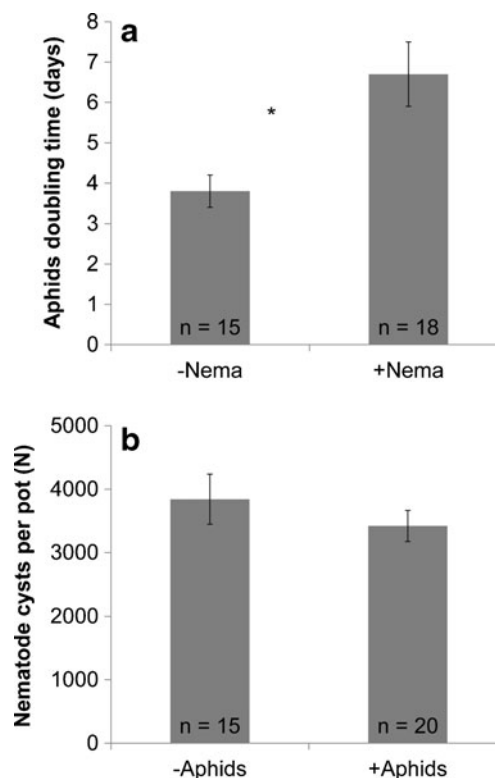 a
Aphids doubling time (days)
8
7
6
5
4
3
2
1
0
*
n = 15
n = 18
-Nema
+Nema
b
Nematode cysts per pot (N)
5000
4000
3000
2000
1000
0
n = 15
n = 20
-Aphids
+Aphids